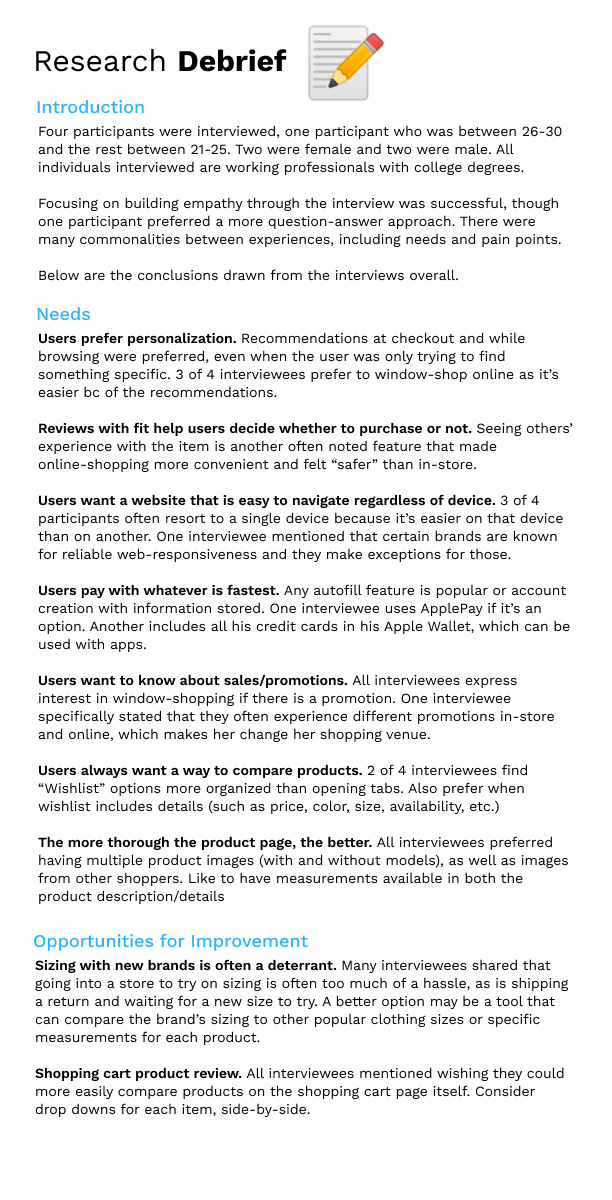 Research Debrief
Introduction
Four participants were interviewed, one participant who was between 26-30
and the rest between 21-25. Two were female and two were male. All
individuals interviewed are working professionals with college degrees.
Focusing on building empathy through the interview was successful, though
one participant preferred a more question-answer approach. There were
many commonalities between experiences, including needs and pain points.
Below are the conclusions drawn from the interviews overall.
Needs
Users prefer personalization. Recommendations at checkout and while
browsing were preferred, even when the user was only trying to find
something specific. 3 of 4 interviewees prefer to window-shop online as it’s
easier bc of the recommendations.
Reviews with fit help users decide whether to purchase or not. Seeing others’
experience with the item is another often noted feature that made
online-shopping more convenient and felt “safer” than in-store.
Users want a website that is easy to navigate regardless of device. 3 of 4
participants often resort to a single device because it’s easier on that device
than on another. One interviewee mentioned that certain brands are known
for reliable web-responsiveness and they make exceptions for those.
Users pay with whatever is fastest. Any autofill feature is popular or account
creation with information stored. One interviewee uses ApplePay if it’s an
option. Another includes all his credit cards in his Apple Wallet, which can be
used with apps.
Users want to know about sales/promotions. All interviewees express
interest in window-shopping if there is a promotion. One interviewee
specifically stated that they often experience different promotions in-store
and online, which makes her change her shopping venue.
Users always want a way to compare products. 2 of 4 interviewees find
“Wishlist” options more organized than opening tabs. Also prefer when
wishlist includes details (such as price, color, size, availability, etc.)
The more thorough the product page, the better. All interviewees preferred
having multiple product images (with and without models), as well as images
from other shoppers. Like to have measurements available in both the
product description/details
Opportunities for Improvement
Sizing with new brands is often a deterrant. Many interviewees shared that
going into a store to try on sizing is often too much of a hassle, as is shipping
a return and waiting for a new size to try. A better option may be a tool that
can compare the brand’s sizing to other popular clothing sizes or specific
measurements for each product.
Shopping cart product review. All interviewees mentioned wishing they could
more easily compare products on the shopping cart page itself. Consider
drop downs for each item, side-by-side.